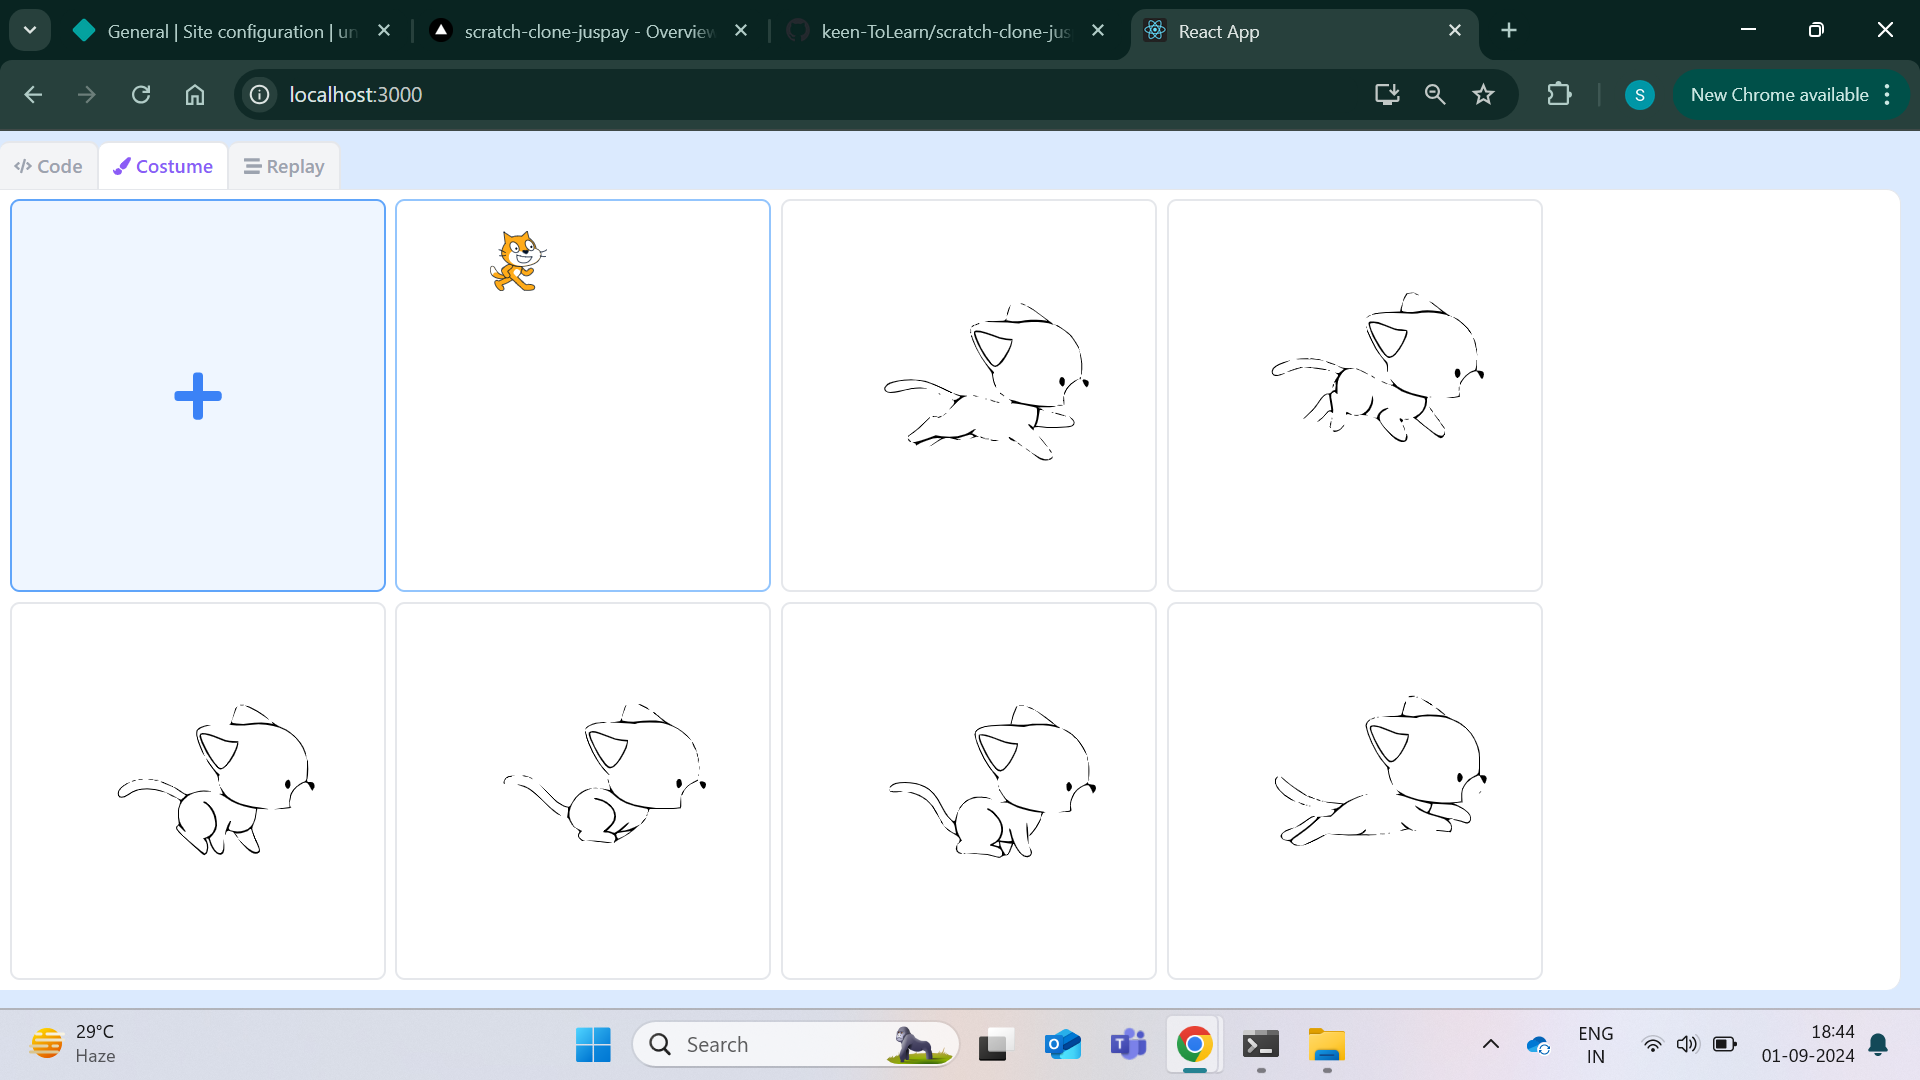 General | Site configuration | un
scratch-clone-juspay - Overview
keen-ToLearn/scratch-clone-jus
React App
localhost:3000
S
New Chrome available
</> Code
Costume
Replay
29°C
Haze
Search
ENG
IN
18:44
01-09-2024